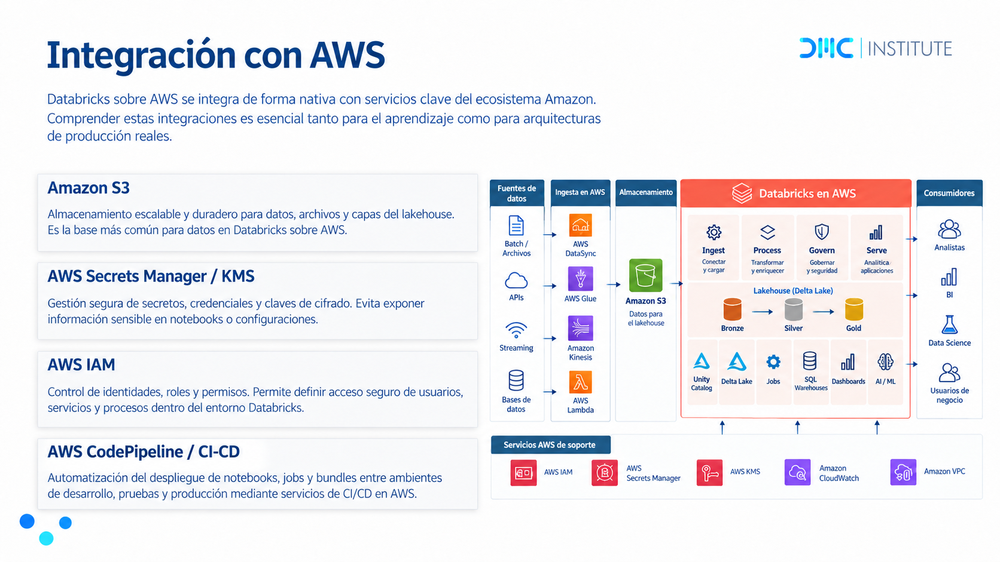 Integración con AWS
DMC | INSTITUTE
Databricks sobre AWS se integra de forma nativa con servicios clave del ecosistema Amazon.
Comprender estas integraciones es esencial tanto para el aprendizaje como para arquitecturas
de producción reales.
Amazon S3
Almacenamiento escalable y duradero para datos, archivos y capas del lakehouse.
Es la base más común para datos en Databricks sobre AWS.
AWS Secrets Manager / KMS
Gestión segura de secretos, credenciales y claves de cifrado. Evita exponer
información sensible en notebooks o configuraciones.
AWS IAM
Control de identidades, roles y permisos. Permite definir acceso seguro de usuarios,
servicios y procesos dentro del entorno Databricks.
AWS CodePipeline / CI-CD
Automatización del despliegue de notebooks, jobs y bundles entre ambientes
de desarrollo, pruebas y producción mediante servicios de CI/CD en AWS.
Fuentes de
datos
Batch /
Archivos
APIs
Streaming
Bases de
datos
Ingesta en AWS
AWS
DataSync
AWS Glue
Amazon
Kinesis
AWS
Lambda
Almacenamiento
Amazon S3
Datos para
el lakehouse
Databricks en AWS
Ingest
Conectar
y cargar
Process
Transformar
y enriquecer
Govern
Gobernar
y seguridad
Serve
Analitica
aplicaciones
Lakehouse (Delta Lake)
Bronze
Silver
Gold
Unity
Catalog
Delta Lake
Jobs
SQL
Warehouses
Dashboards
AI / ML
Consumidores
Analistas
BI
Data Science
Usuarios de
negocio
Servicios AWS de soporte
AWS IAM
AWS
Secrets Manager
AWS KMS
Amazon
CloudWatch
Amazon VPC